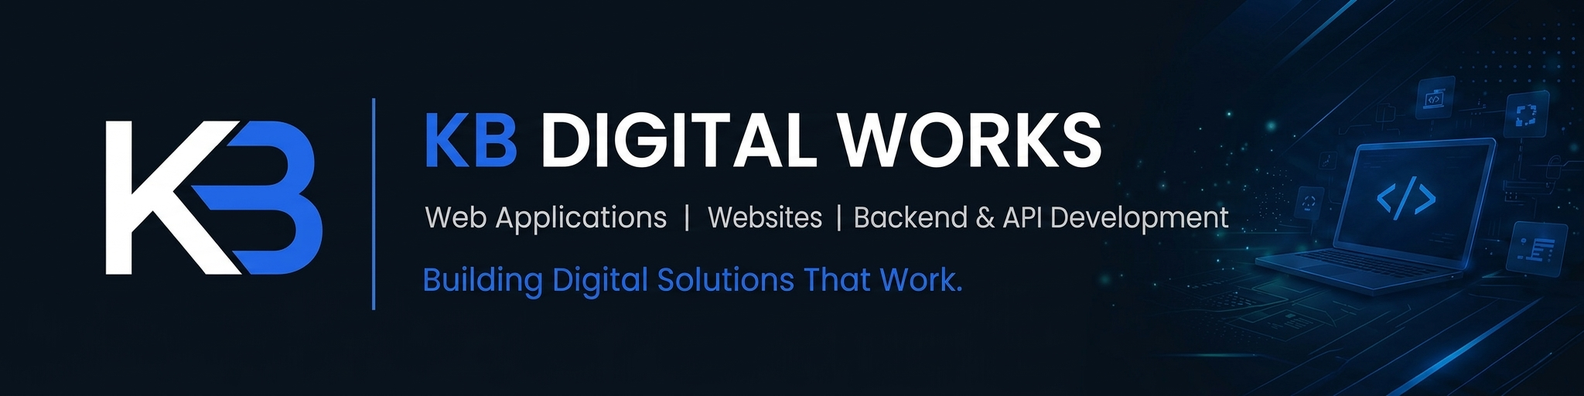 KB
KB DIGITAL WORKS
Web Applications | Websites | Backend & API Development
Building Digital Solutions That Work.
</>